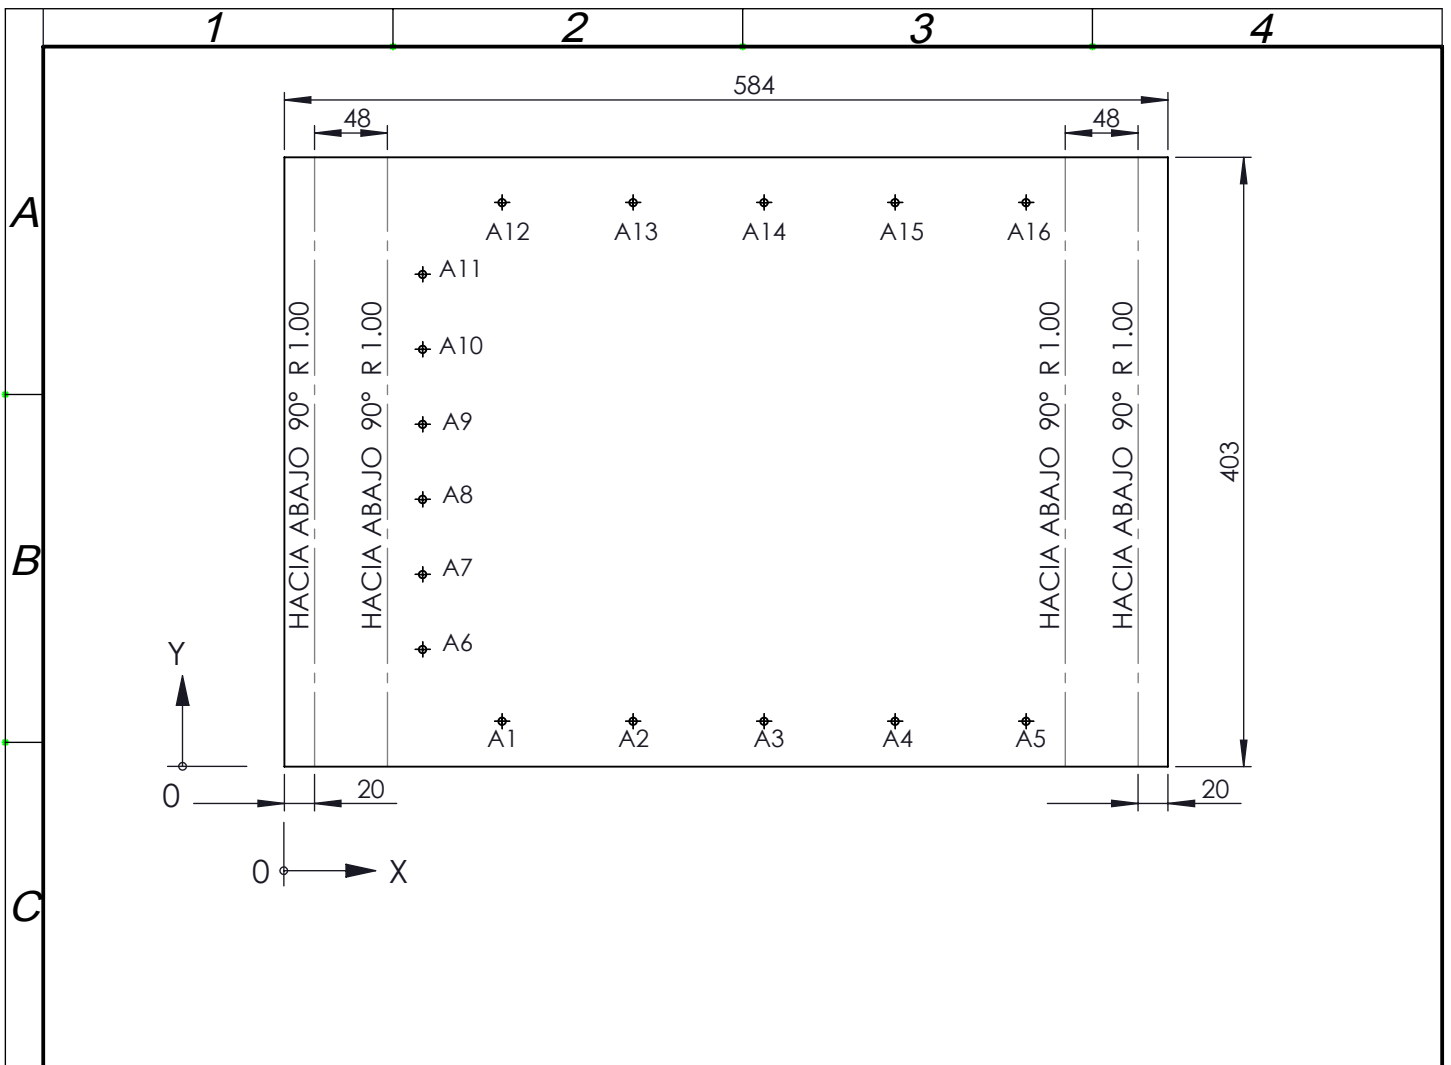 1 2 3 4
584
48 48
A
A12 A13 A14 A15 A16
A11
A10
A9
A8
A7
A6
HACIA ABAJO 90° R 1.00
HACIA ABAJO 90° R 1.00
HACIA ABAJO 90° R 1.00
HACIA ABAJO 90° R 1.00
403
B
Y
A1 A2 A3 A4 A5
0
20 20
0 X
C